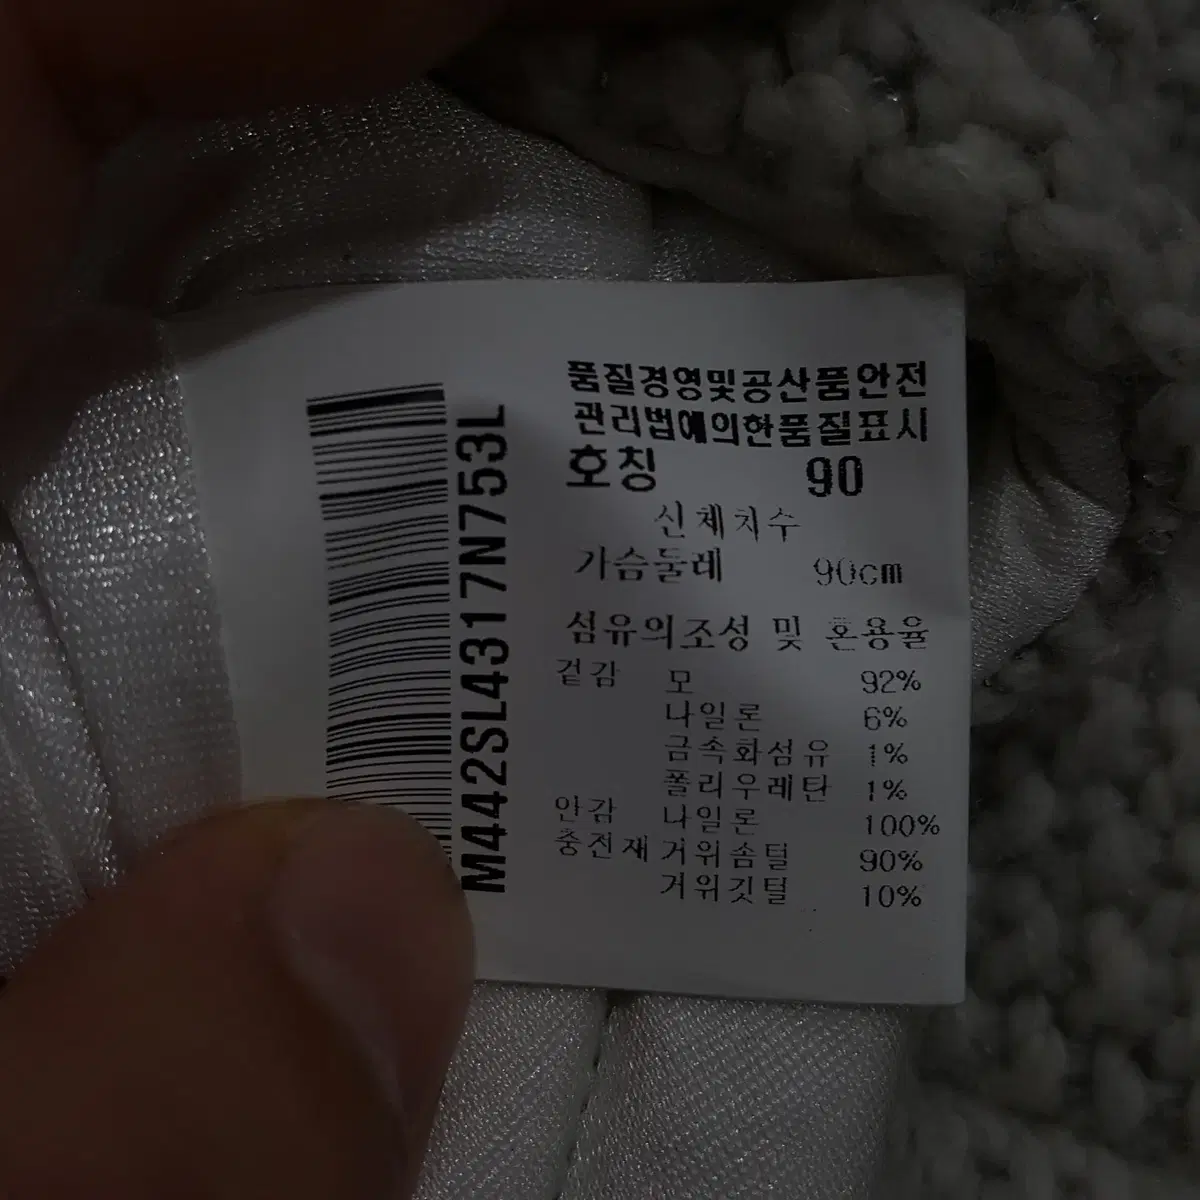 품질경영및공산품안전
관리법에의한품질표시
호칭 90
신체치수
가슴둘레 90cm
섬유의조성 및 혼용율
겉감 모 92%
나일론 6%
금속화섬유 1%
폴리우레탄 1%
안감 나일론 100%
충전재 거위솜털 90%
거위깃털 10%
M442SL4317N753L